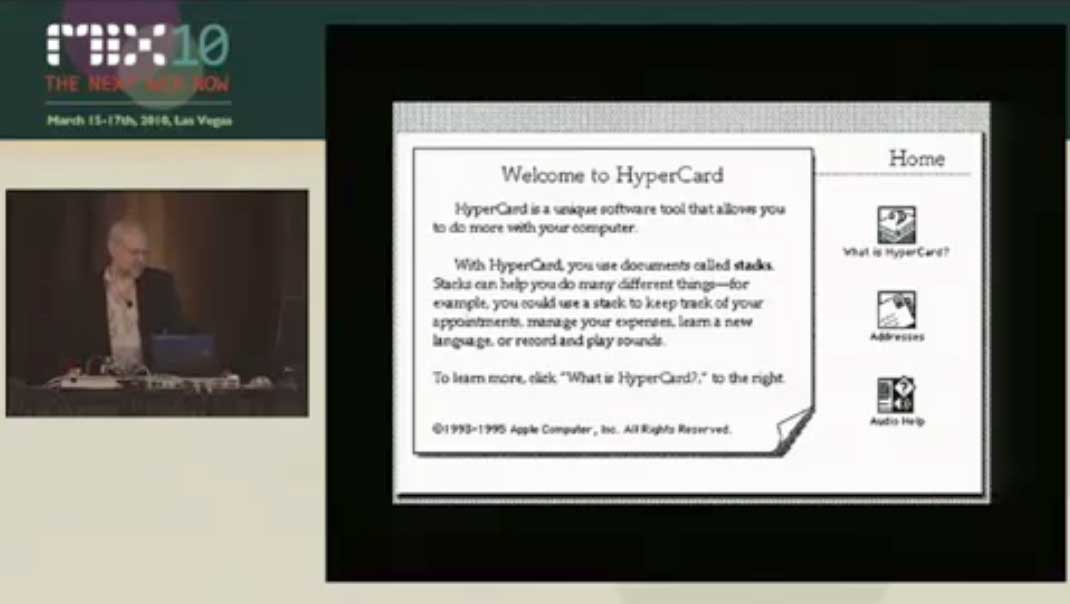 MIX10
THE NEXT WEB NOW
March 15-17th, 2010, Las Vegas
Welcome to HyperCard
HyperCard is a unique software tool that allows you
to do more with your computer.
With HyperCard, you use documents called stacks.
Stacks can help you do many different things—for
example, you could use a stack to keep track of your
appointments, manage your expenses, learn a new
language, or record and play sounds.
To learn more, click "What is HyperCard?," to the right
©1993-1995 Apple Computer, Inc. All Rights Reserved.
Home
What is HyperCard?
Addresses
Audio Help